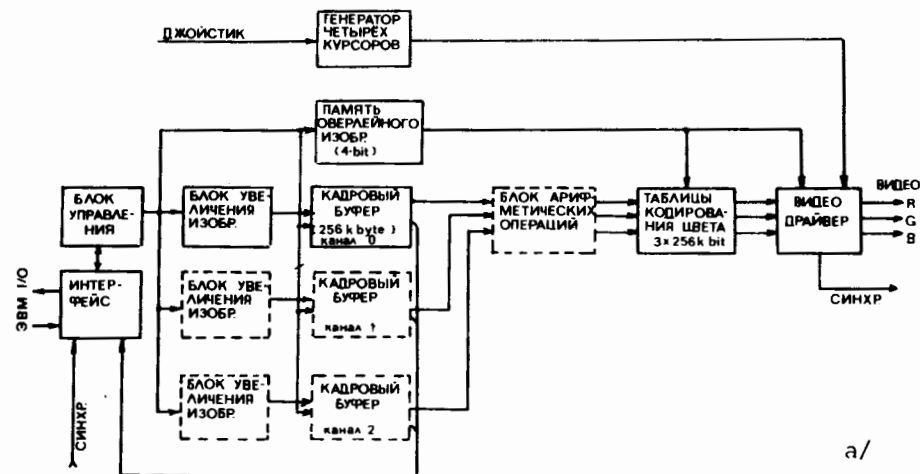 ДЖОЙСТИК
ГЕНЕРАТОР
ЧЕТЫРЁХ
КУРСОРОВ
ПАМЯТЬ
ОВЕРЛЕЙНОГО
ИЗОБР.
(4-bit)
БЛОК
УПРАВЛЕ-
НИЯ
БЛОК УВЕ-
ЛИЧЕНИЯ
ИЗОБР.
КАДРОВЫЙ
БУФЕР
(256 k byte)
канал 0
БЛОК АРИФ-
МЕТИЧЕСКИХ
ОПЕРАЦИЙ
ТАБЛИЦЫ
КОДИРОВА-
НИЯ ЦВЕТА
3×256k bit
ВИДЕО
ДРАЙВЕР
ВИДЕО
R
G
B
СИНХР
ЭВМ I/O
ИНТЕР-
ФЕЙС
БЛОК УВЕ-
ЛИЧЕНИЯ
ИЗОБР.
КАДРОВЫЙ
БУФЕР
канал 1
БЛОК УВЕ-
ЛИЧЕНИЯ
ИЗОБР.
КАДРОВЫЙ
БУФЕР
канал 2
СИНХР.
а/